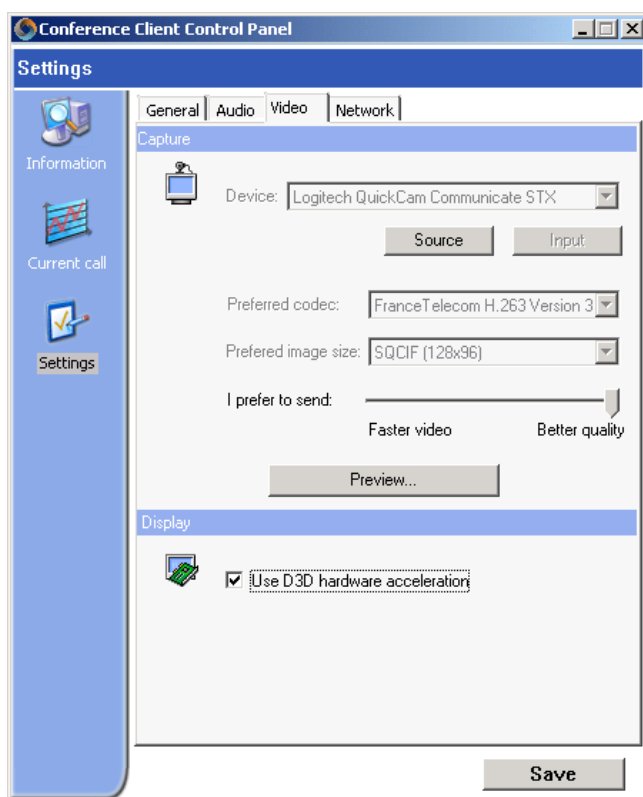 Conference Client Control Panel
Settings
Information
Current call
Settings
General Audio Video Network
Capture
Device: Logitech QuickCam Communicate STX
Source Input
Preferred codec: FranceTelecom H.263 Version 3
Prefered image size: SQCIF (128x96)
I prefer to send:
Faster video Better quality
Preview...
Display
Use D3D hardware acceleration
Save